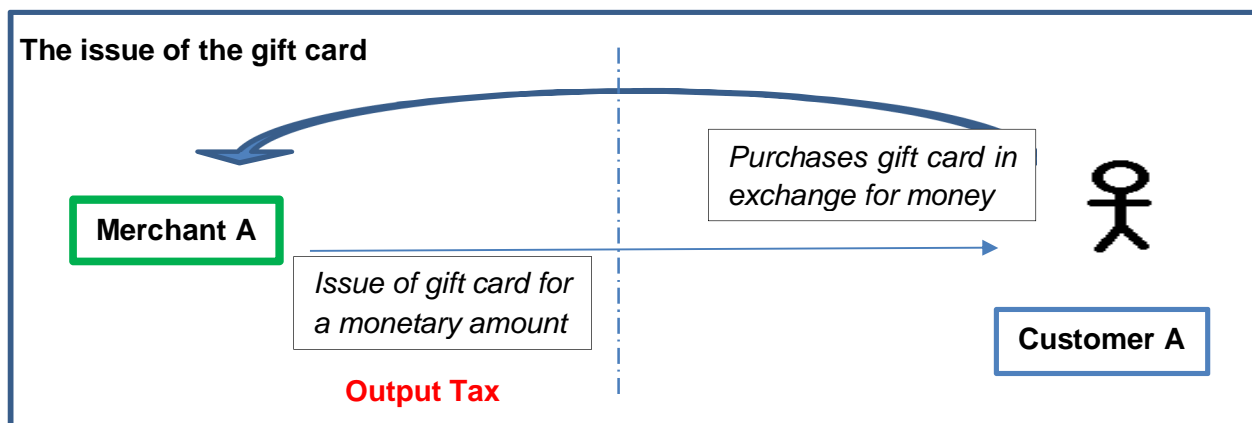 The issue of the gift card
Purchases gift card in
exchange for money
Merchant A
Issue of gift card for
a monetary amount
Customer A
Output Tax